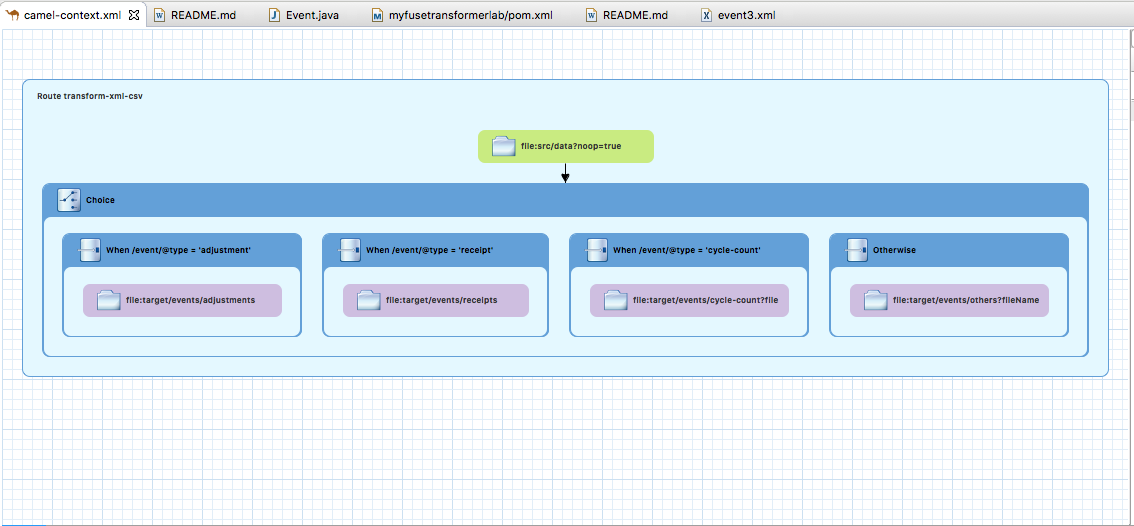 camel-context.xml
README.md
Event.java
myfusetransformerlab/pom.xml
README.md
event3.xml
Route transform-xml-csv
file:src/data?noop=true
Choice
When /event/@type = 'adjustment'
When /event/@type = 'receipt'
When /event/@type = 'cycle-count'
Otherwise
file:target/events/adjustments
file:target/events/receipts
file:target/events/cycle-count?file
file:target/events/others?fileName